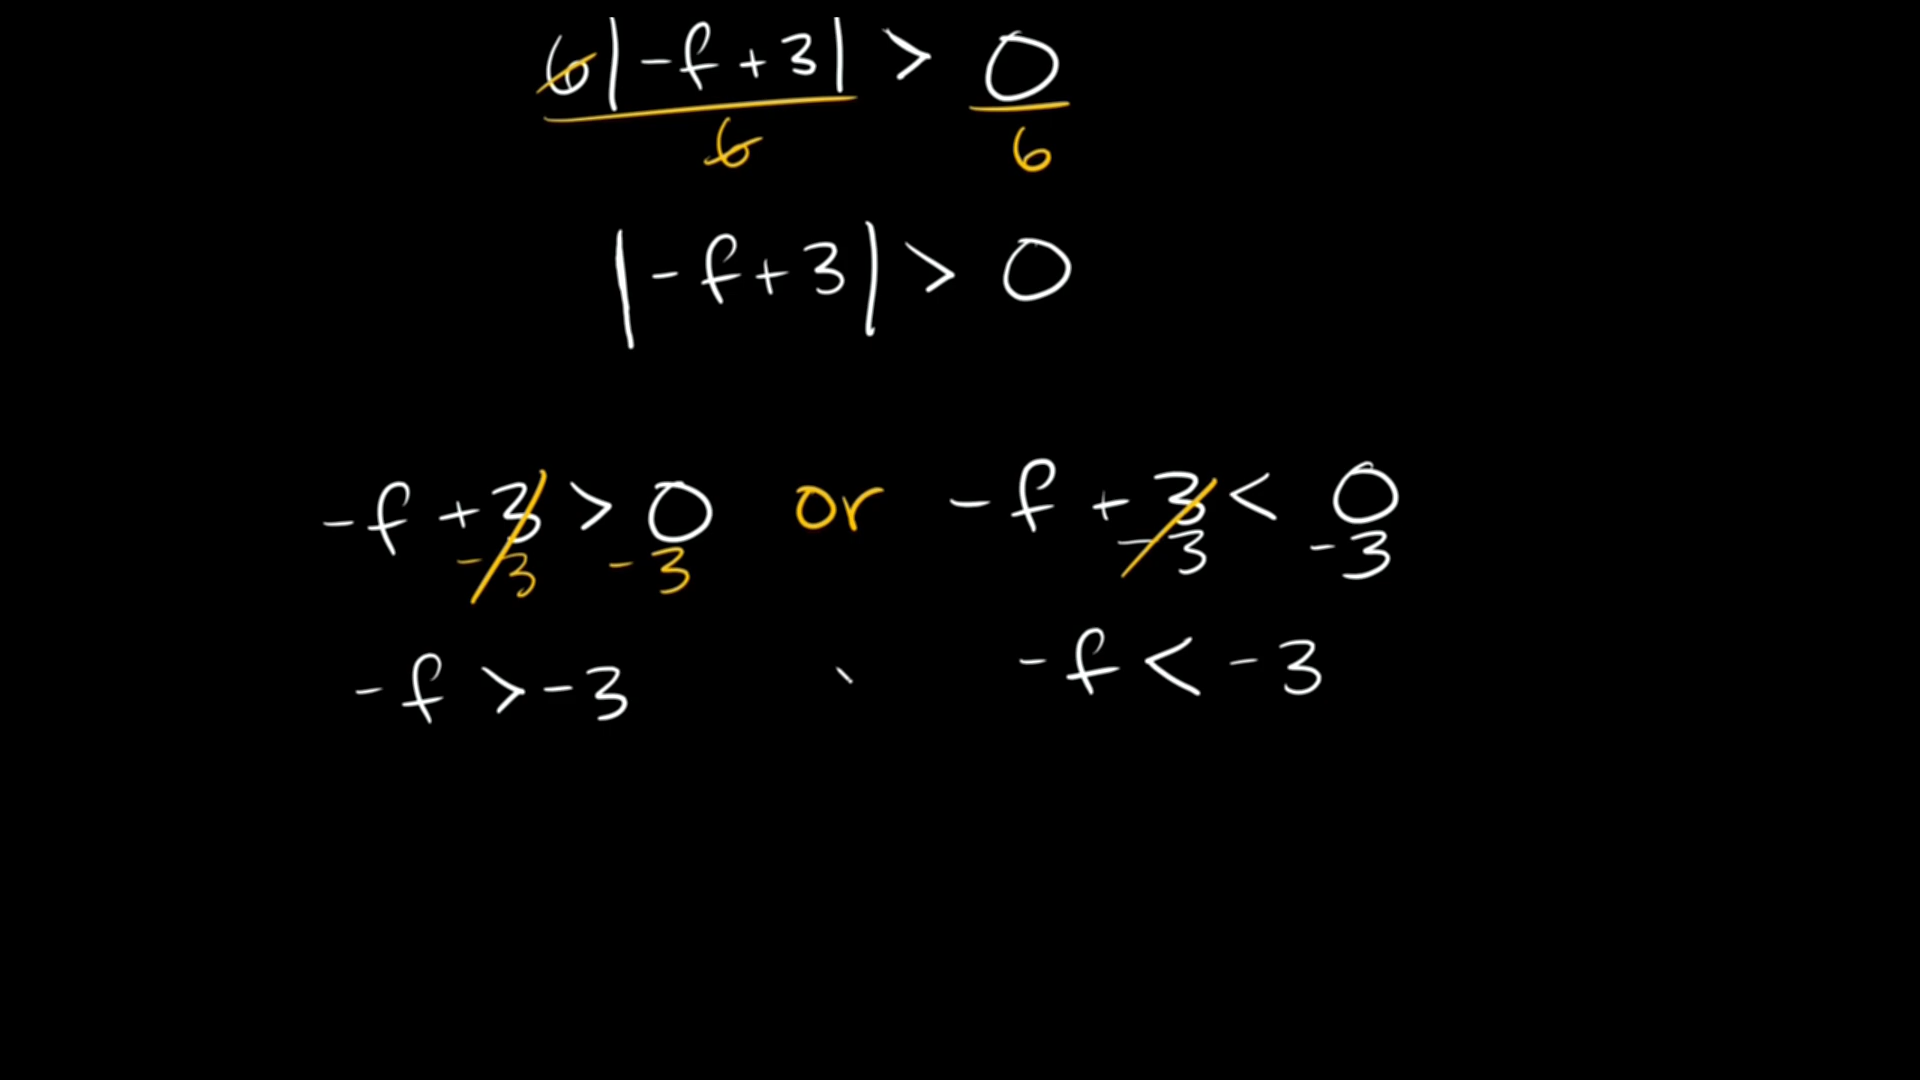 6|-f+3| > 0
6 6
|-f+3| > 0
-f+3 > 0 or -f+3 < 0
-3 -3 -3 -3
-f > -3 -f < -3